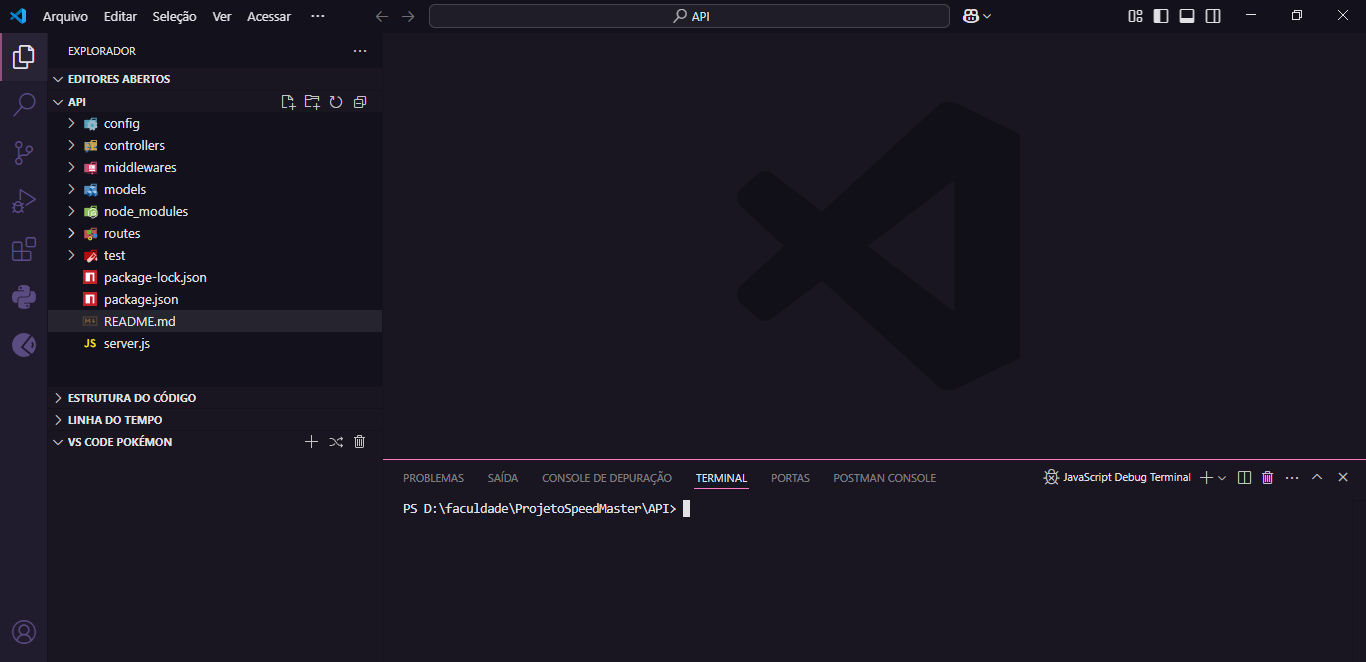 Arquivo Editar Seleção Ver Acessar ··· API
EXPLORADOR
EDITORES ABERTOS
API
config
controllers
middlewares
models
node_modules
routes
test
package-lock.json
package.json
README.md
JS server.js
ESTRUTURA DO CÓDIGO
LINHA DO TEMPO
VS CODE POKÉMON
PROBLEMAS SAÍDA CONSOLE DE DEPURAÇÃO TERMINAL PORTAS POSTMAN CONSOLE JavaScript Debug Terminal
PS D:\faculdade\ProjetoSpeedMaster\API>